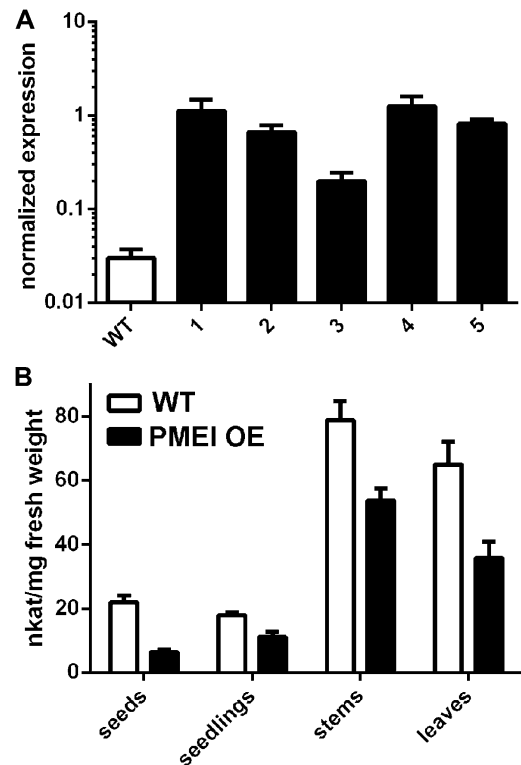 A
normalized expression
10
1
0.1
0.01
WT
1
2
3
4
5
B
nkat/mg fresh weight
80
60
40
20
0
WT
PMEI OE
seeds
seedlings
stems
leaves